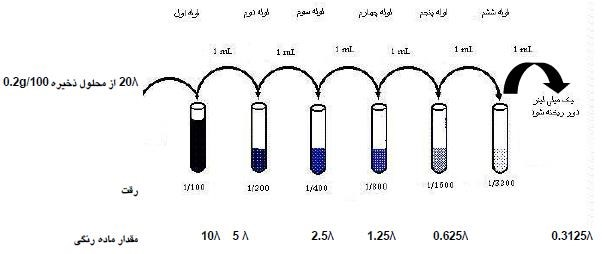 لوله اول لوله دوم لوله سوم لوله چهارم لوله پنجم لوله ششم
1 mL 1 mL 1 mL 1 mL 1 mL 1 mL
20λ از محلول ذخیره 0.2g/100
یک میلی لیتر
دور ریخته شود
رقت 1/100 1/200 1/400 1/800 1/1600 1/3200
مقدار ماده رنگی 10λ 5 λ 2.5λ 1.25λ 0.625λ 0.3125λ